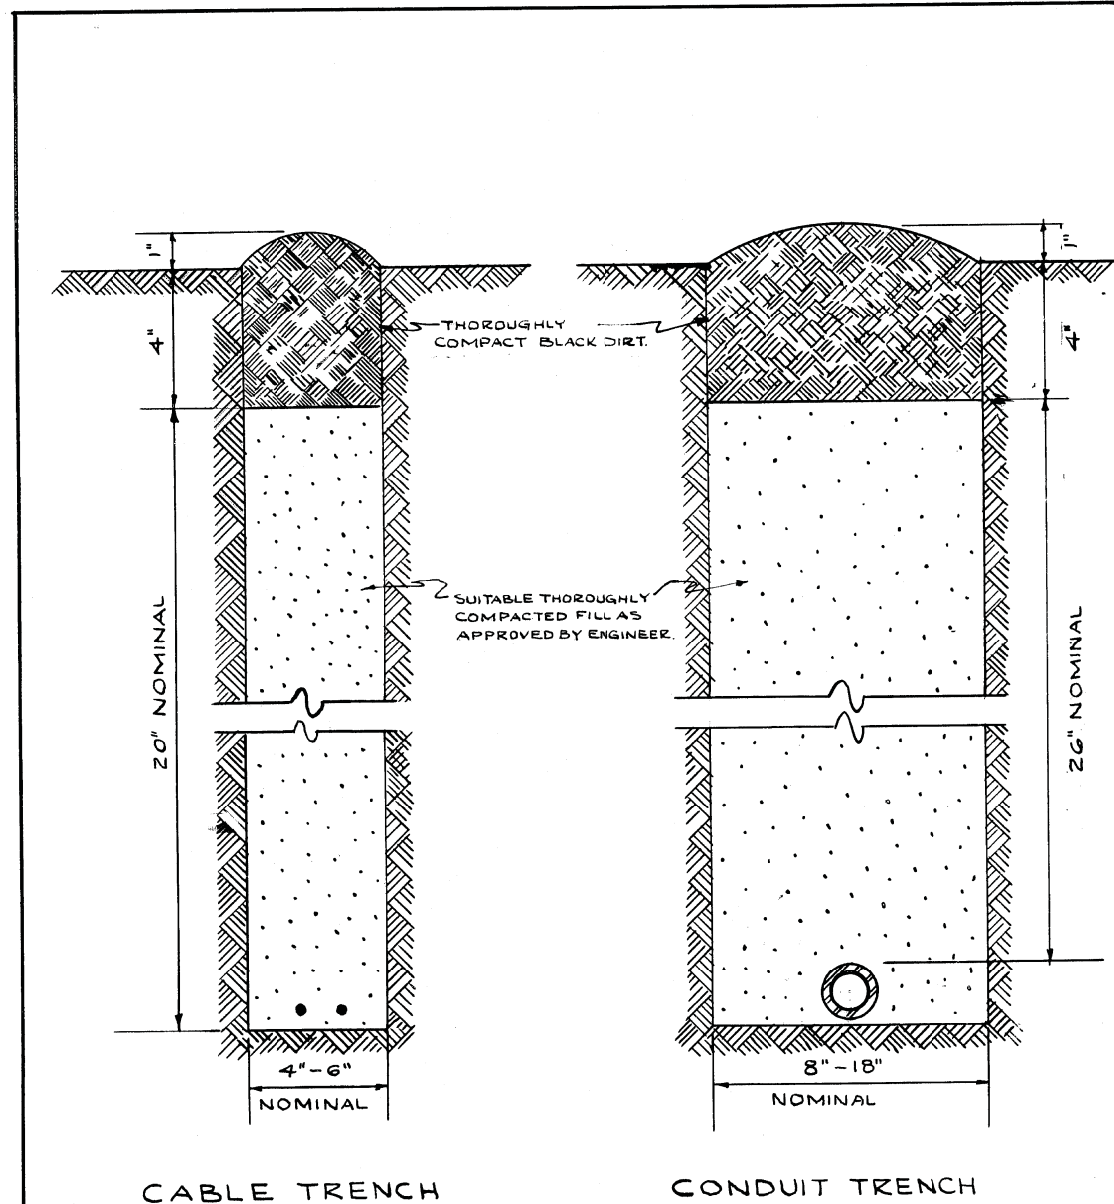 1"
1"
4"
4"
THOROUGHLY
COMPACT BLACK DIRT.
SUITABLE THOROUGHLY
COMPACTED FILL AS
APPROVED BY ENGINEER.
20" NOMINAL
26" NOMINAL
4"-6"
NOMINAL
8"-18"
NOMINAL
CABLE TRENCH
CONDUIT TRENCH